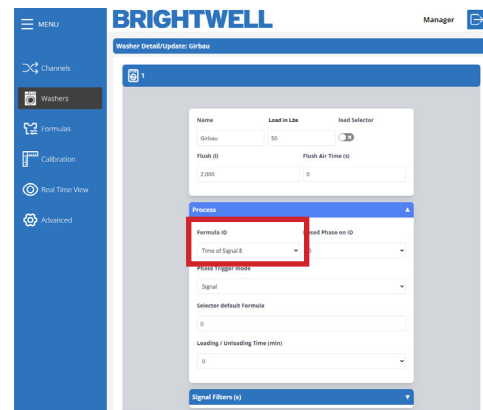 MENU
BRIGHTWELL
Manager
Washer Detail/Update: Girbau
Channels
1
Washers
Formulas
Calibration
Real Time View
Advanced
Name Load in Lbs load Selector
Girbau 50
Flush (l) Flush Air Time (s)
2.000 0
Process
Formula ID Phase on ID
Time of Signal 8
Phase Trigger mode
Signal
Selector default Formula
0
Loading / Unloading Time (min)
0
Signal Filters (s)